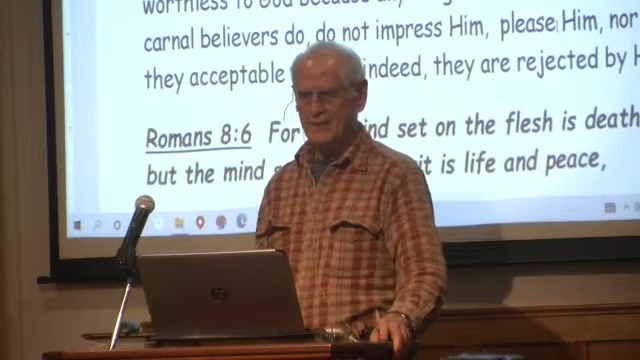 worthless to God because any
carnal believers do, do not impress Him, please Him, nor
they acceptable indeed, they are rejected by H
Romans 8:6 For ind set on the flesh is death
but the mind it is life and peace,
hp